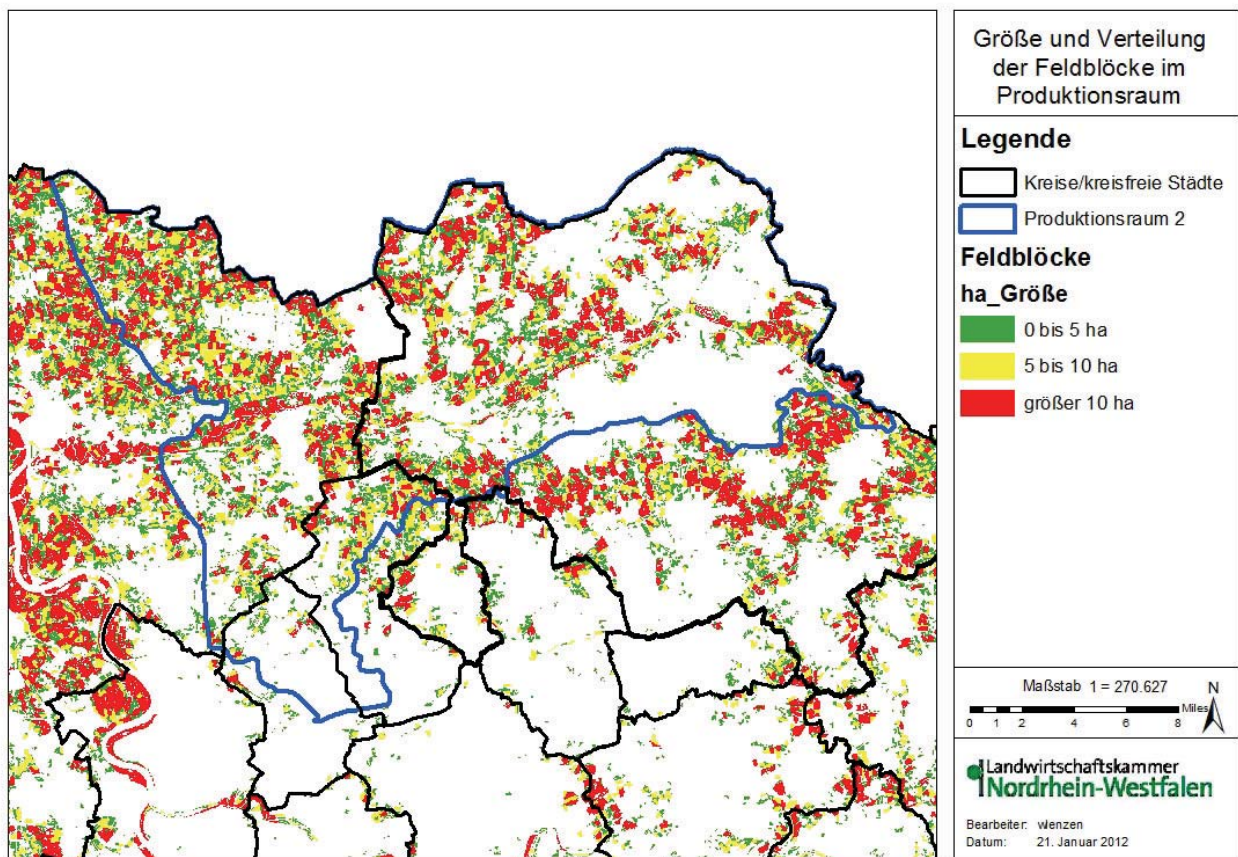 2
Größe und Verteilung
der Feldblöcke im
Produktionsraum
Legende
Kreise/kreisfreie Städte
Produktionsraum 2
Feldblöcke
ha_Größe
0 bis 5 ha
5 bis 10 ha
größer 10 ha
Maßstab 1 = 270.627
N
Miles
0 1 2 4 6 8
Landwirtschaftskammer
Nordrhein-Westfalen
Bearbeiter: wienzen
Datum: 21. Januar 2012